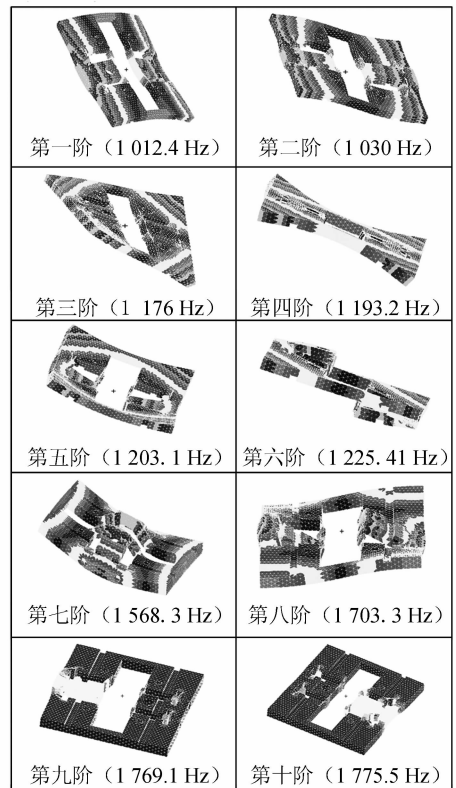 第一阶（1 012.4 Hz）
第二阶（1 030 Hz）
第三阶（1 176 Hz）
第四阶（1 193.2 Hz）
第五阶（1 203. 1 Hz）
第六阶（1 225. 41 Hz）
第七阶（1 568. 3 Hz）
第八阶（1 703. 3 Hz）
第九阶（1 769.1 Hz）
第十阶（1 775.5 Hz）